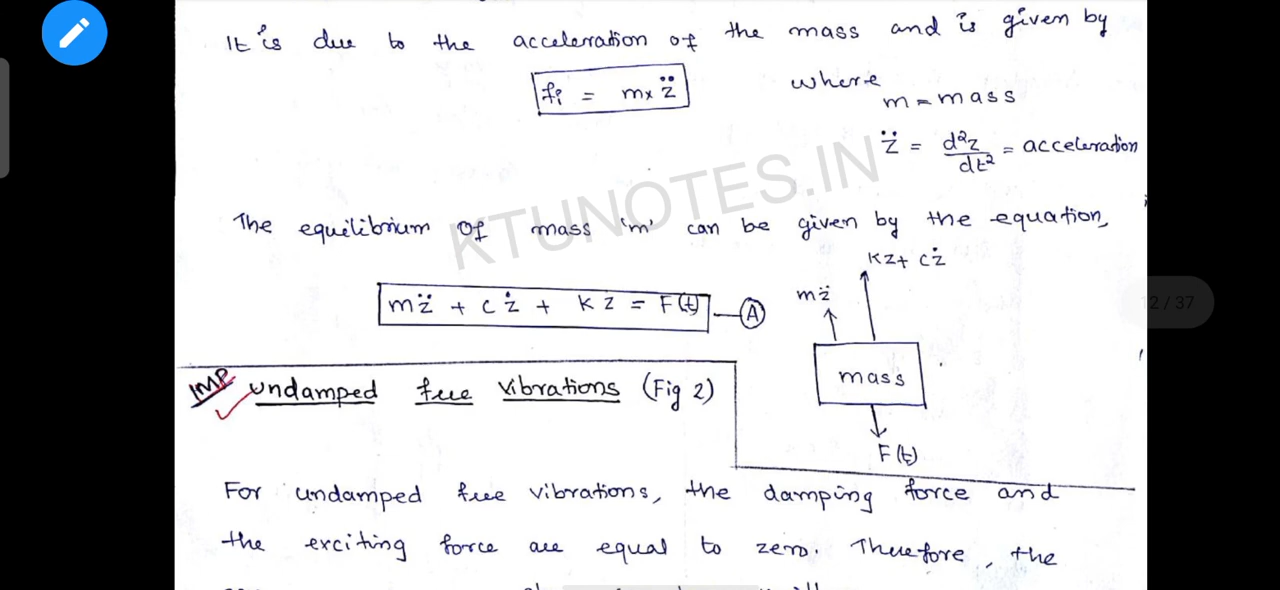 It is due to the acceleration of the mass and is given by
fi = m x z̈
where
m = mass
z̈ = d²z/dt² = acceleration
KTUNOTES.IN
The equilibrium of mass 'm' can be given by the equation,
kz + cż
mz̈
mz̈ + cż + kz = F(t) — Ⓐ
12 / 37
mass
IMP undamped free vibrations (Fig 2)
F(t)
For undamped free vibrations, the damping force and
the exciting force are equal to zero. Therefore, the